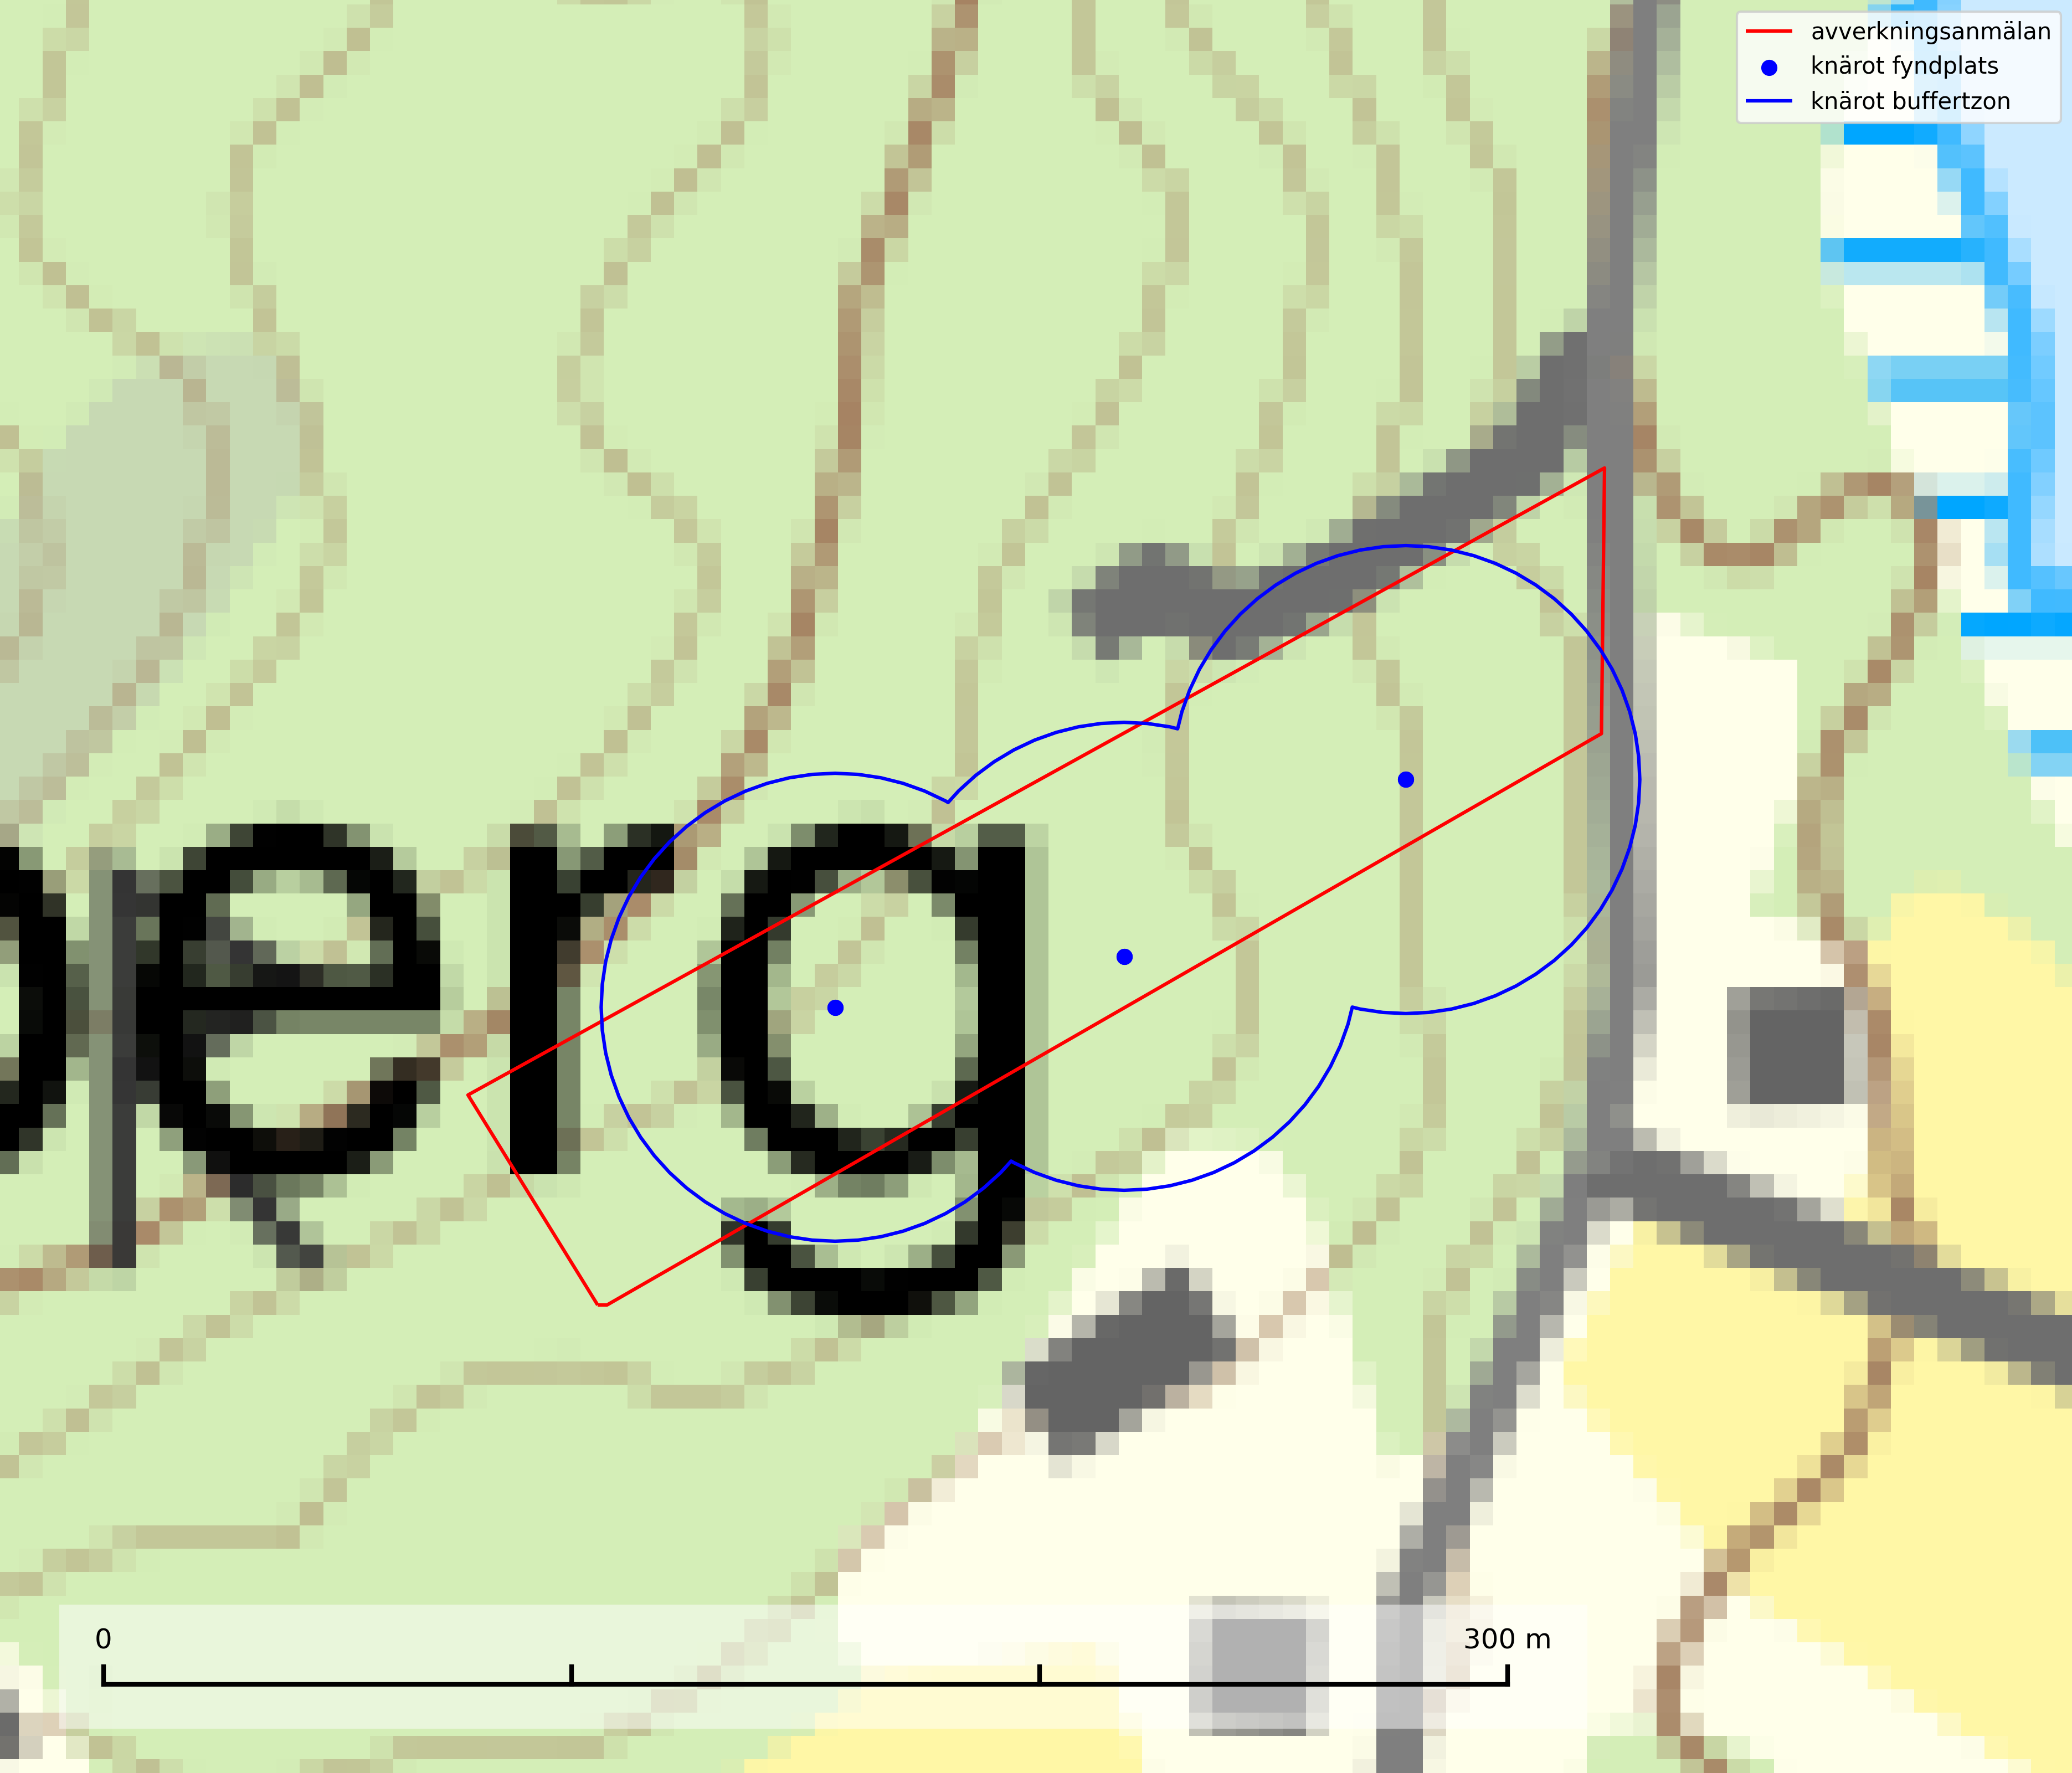 avverkningsanmälan
knärot fyndplats
knärot buffertzon
erg
0 300 m